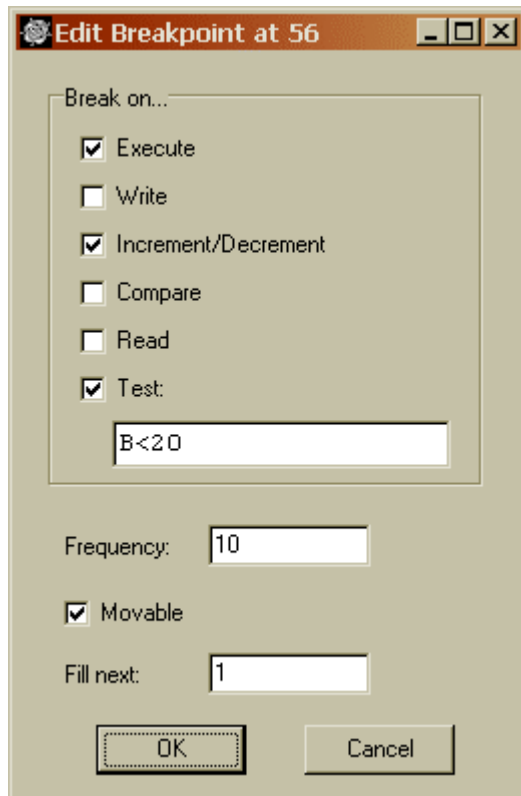 Edit Breakpoint at 56
Break on...
Execute
Write
Increment/Decrement
Compare
Read
Test:
B<20
Frequency:
10
Movable
Fill next:
1
OK
Cancel